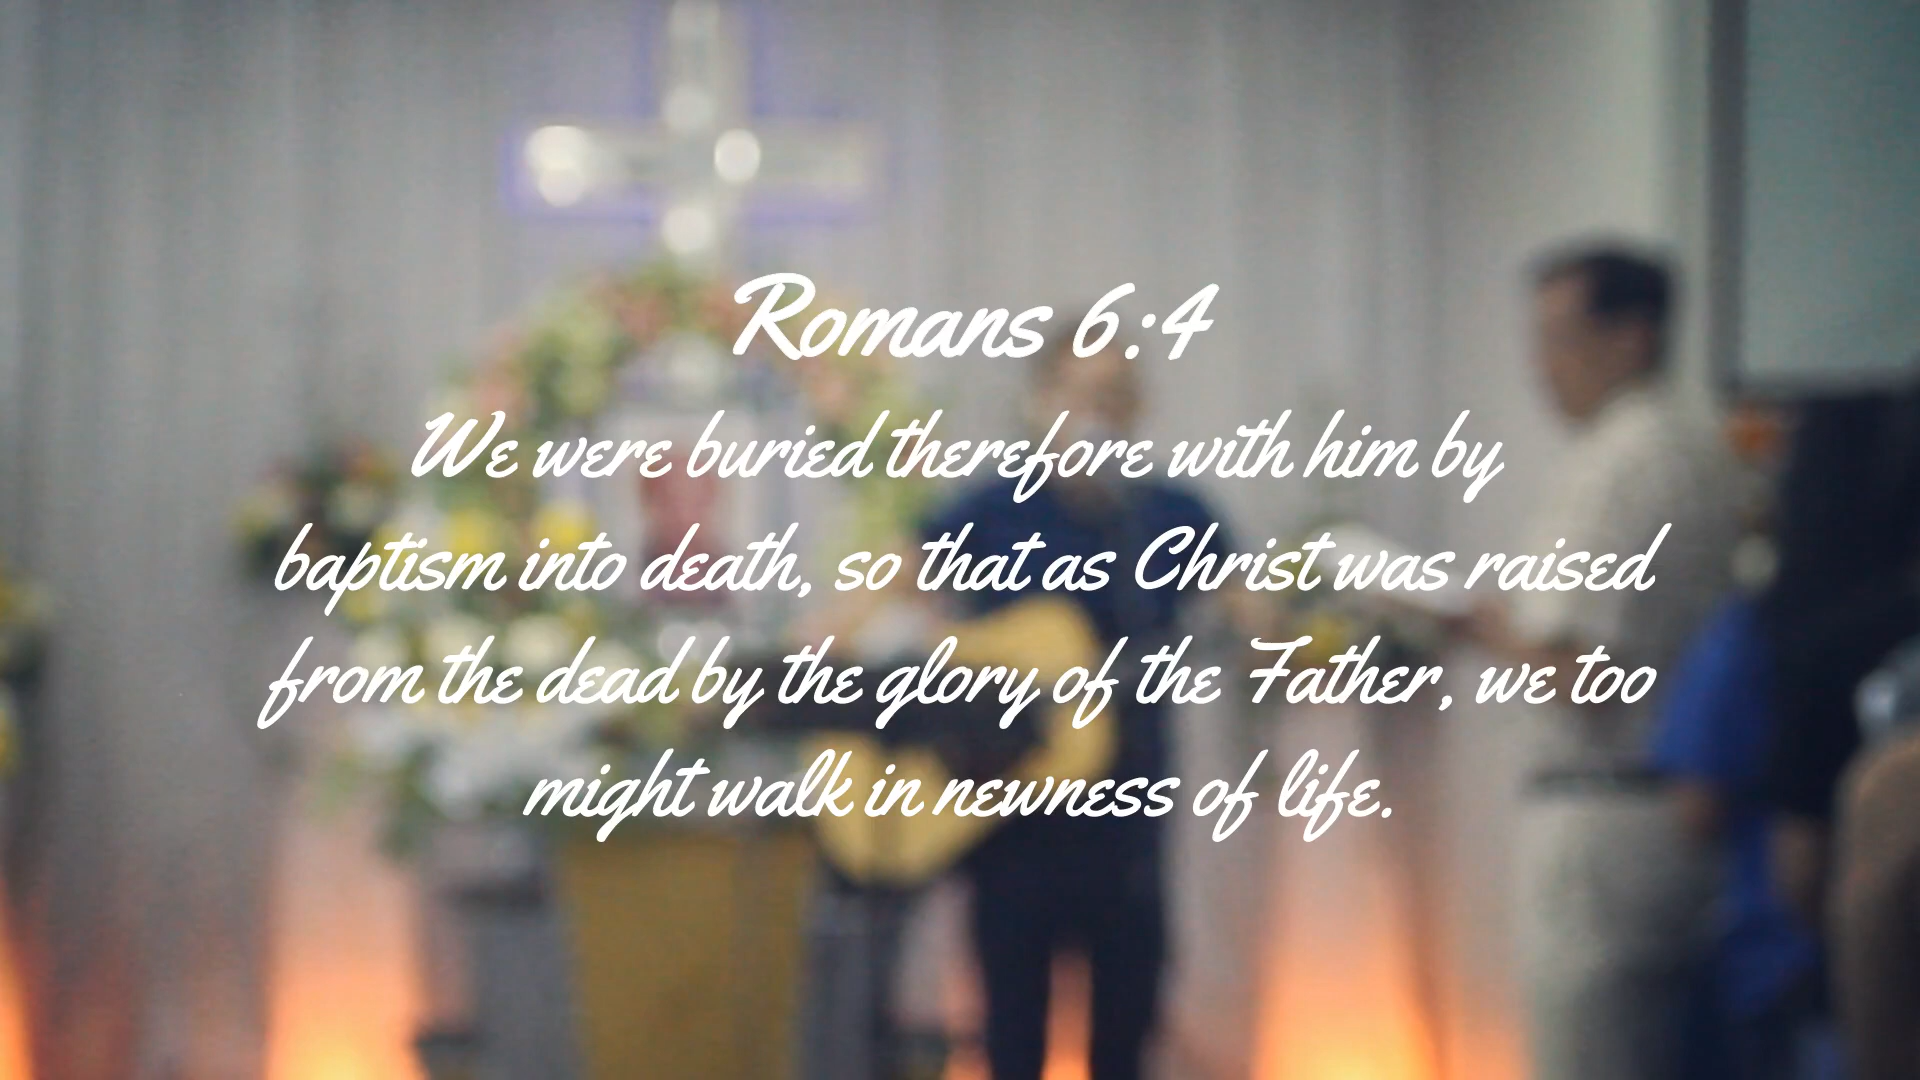 Romans 6:4
We were buried therefore with him by
baptism into death, so that as Christ was raised
from the dead by the glory of the Father, we too
might walk in newness of life.